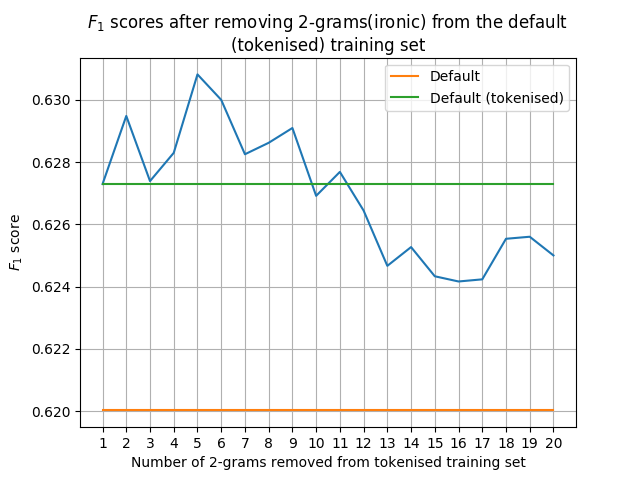 F₁ scores after removing 2-grams(ironic) from the default
(tokenised) training set
Default
Default (tokenised)
0.630
0.628
0.626
0.624
0.622
0.620
F₁ score
1 2 3 4 5 6 7 8 9 10 11 12 13 14 15 16 17 18 19 20
Number of 2-grams removed from tokenised training set